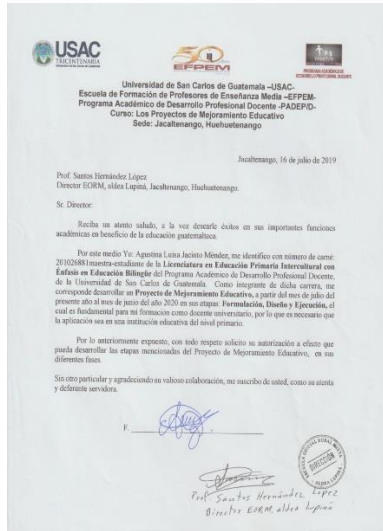 USAC
TRICENTENARIA
50
EFPEM
Universidad de San Carlos de Guatemala –USAC-
Escuela de Formación de Profesores de Enseñanza Media –EFPEM-
Programa Académico de Desarrollo Profesional Docente -PADEP/D-
Curso: Los Proyectos de Mejoramiento Educativo
Sede: Jacaltenango, Huehuetenango
Jacaltenango, 16 de julio de 2019
Prof. Santos Hernández López
Director EORM, aldea Lupiná, Jacaltenango, Huehuetenango.
Sr. Director:
Reciba un atento saludo, a la vez desearle éxitos en sus importantes funciones
académicas en beneficio de la educación guatemalteca.
Por este medio Yo: Agustina Luisa Jacinto Méndez, me identifico con número de carné
201026881maestra-estudiante de la Licenciatura en Educación Primaria Intercultural con
Énfasis en Educación Bilingüe del Programa Académico de Desarrollo Profesional Docente,
de la Universidad de San Carlos de Guatemala. Como integrante de dicha carrera, me
corresponde desarrollar un Proyecto de Mejoramiento Educativo, a partir del mes de julio del
presente año al mes de junio del año 2020 en sus etapas: Formulación, Diseño y Ejecución, el
cual es fundamental para mi formación como docente universitario, por lo que es necesario que
la aplicación sea en una institución educativa del nivel primario.
Por lo anteriormente expuesto, con todo respeto solicito su autorización a efecto que
pueda desarrollar las etapas mencionadas del Proyecto de Mejoramiento Educativo, en sus
diferentes fases.
Sin otro particular y agradeciendo su valioso colaboración, me suscribo de usted, como su atenta
y deferente servidora.
F.
DIRECCIÓN
Prof. Santos Hernández López
Director EORM, aldea Lupiná